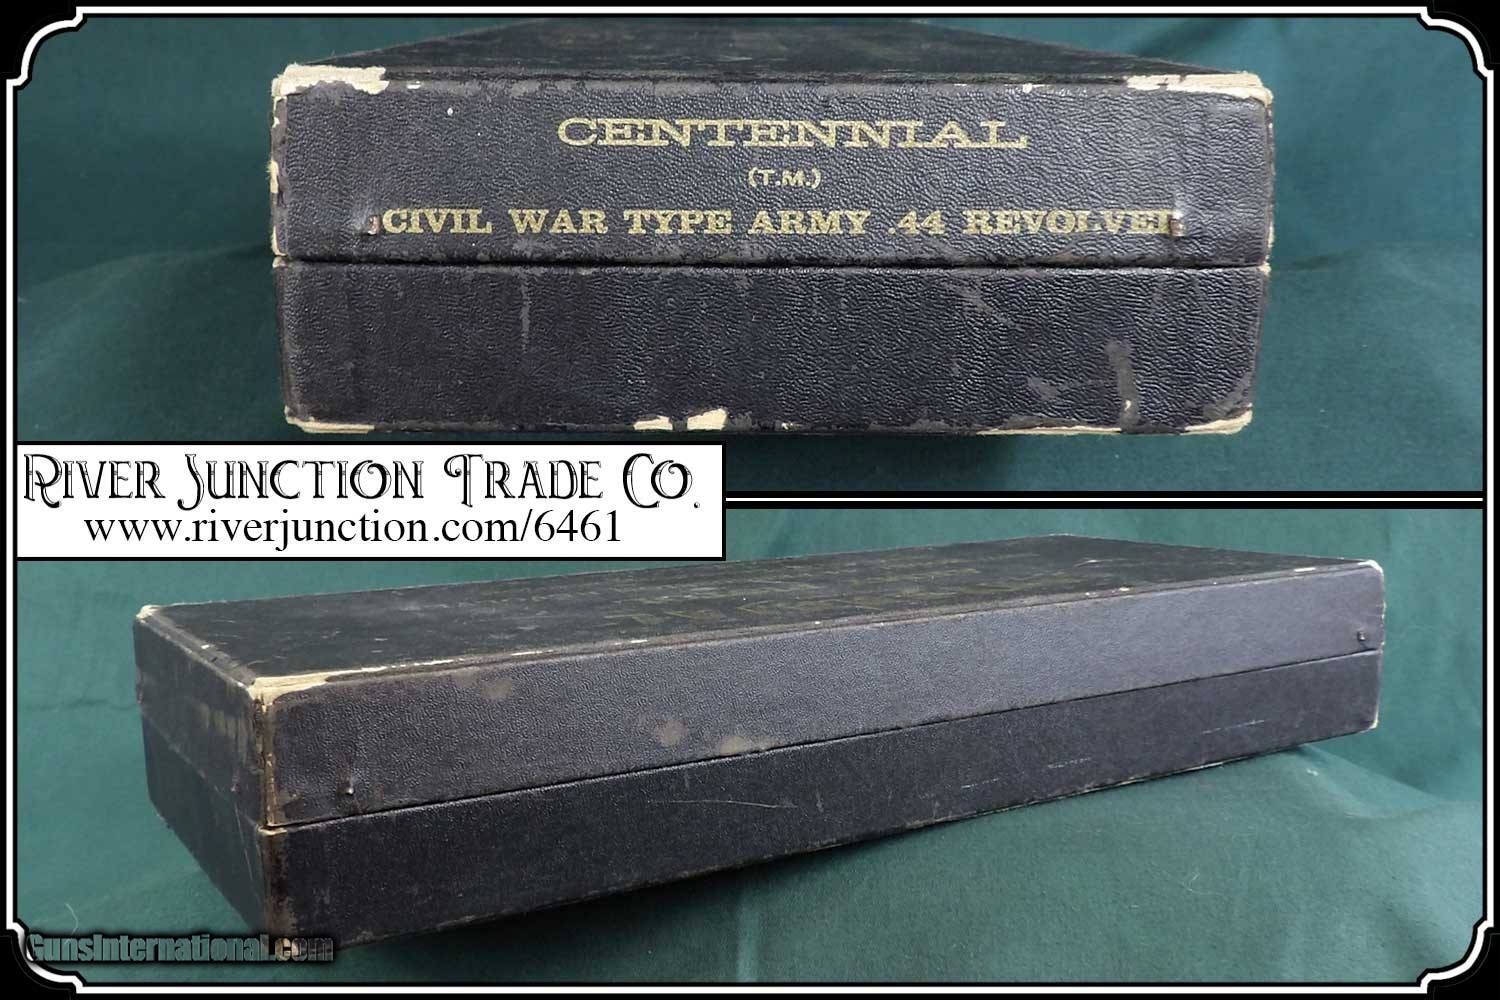 CENTENNIAL
(T.M.)
CIVIL WAR TYPE ARMY .44 REVOLVER
RIVER JUNCTION TRADE CO.
www.riverjunction.com/6461
GunsInternational.com